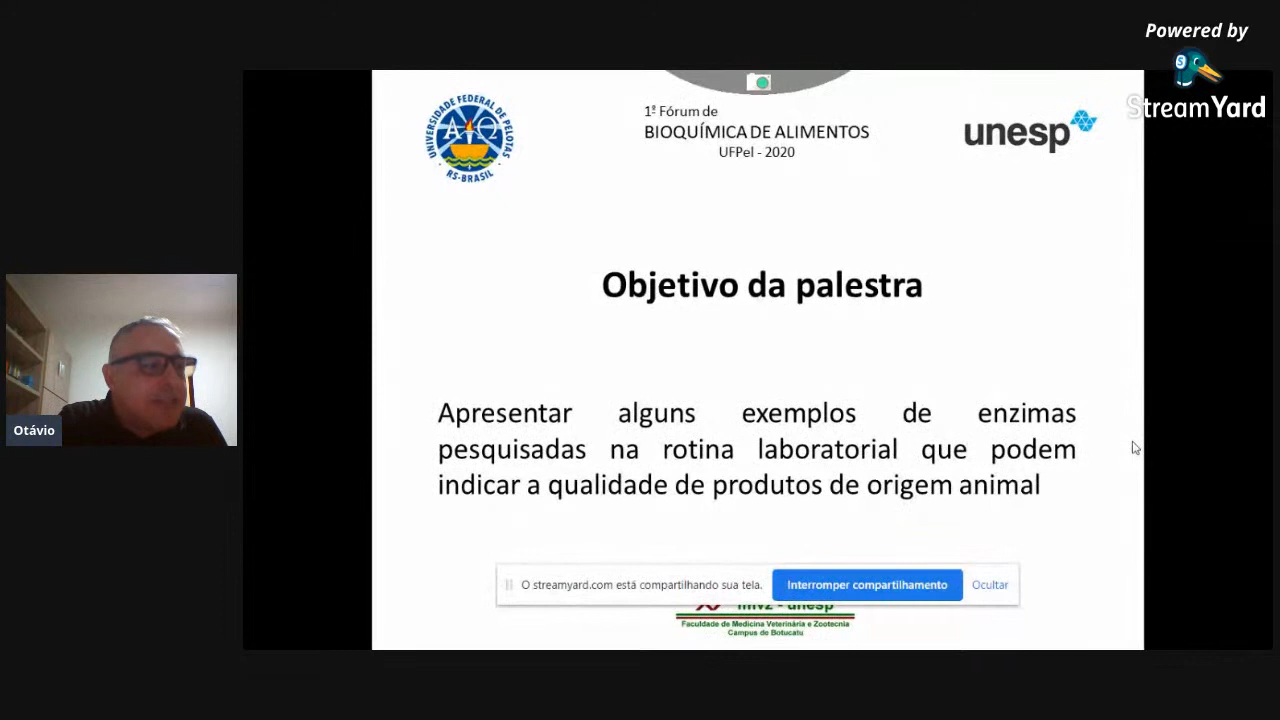 Powered by
StreamYard
UNIVERSIDADE FEDERAL DE PELOTAS
RS-BRASIL
1º Fórum de
BIOQUÍMICA DE ALIMENTOS
UFPel - 2020
unesp
Objetivo da palestra
Apresentar alguns exemplos de enzimas
pesquisadas na rotina laboratorial que podem
indicar a qualidade de produtos de origem animal
Otávio
O streamyard.com está compartilhando sua tela.
Interromper compartilhamento
Ocultar
fmvz - unesp
Faculdade de Medicina Veterinária e Zootecnia
Campus de Botucatu